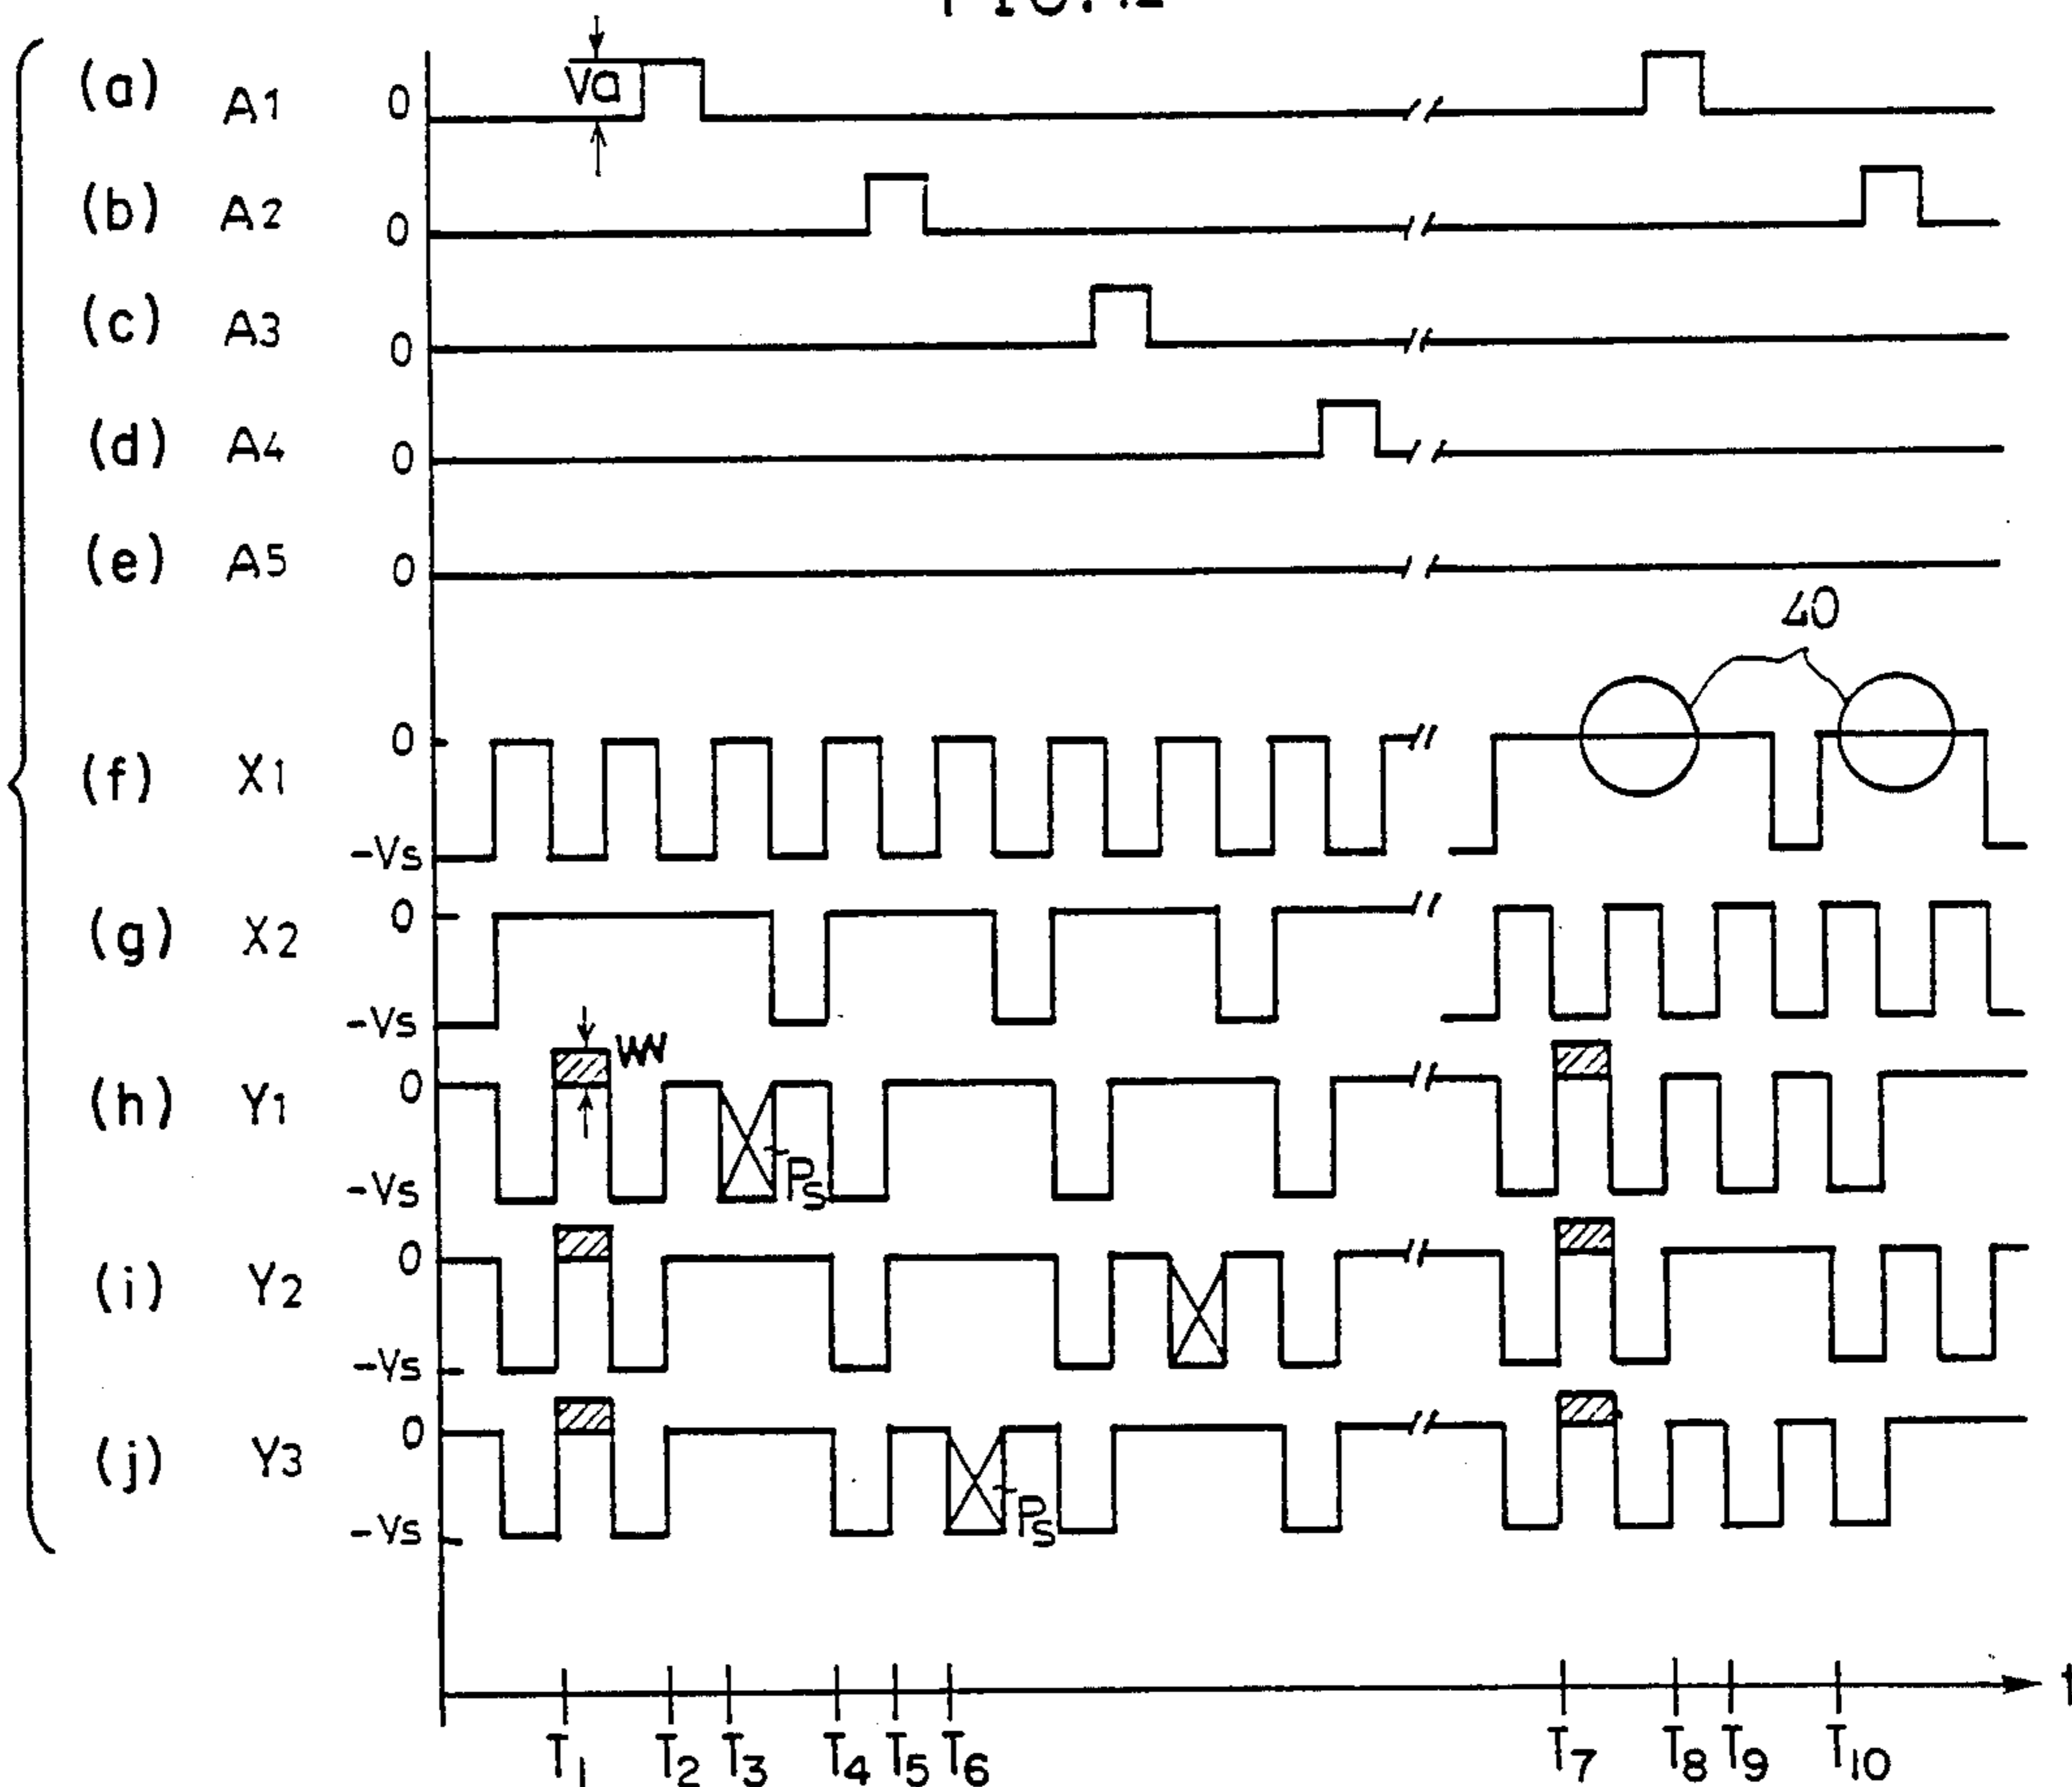 (a) A1 0 Va
(b) A2 0
(c) A3 0
(d) A4 0
(e) A5 0
40
(f) X1 0
-Vs
(g) X2 0
-Vs
(h) Y1 0
-Vs Ps
(i) Y2 0
-Vs
(j) Y3 0
-Vs Ps
t
T1 T2 T3 T4 T5 T6 T7 T8 T9 T10